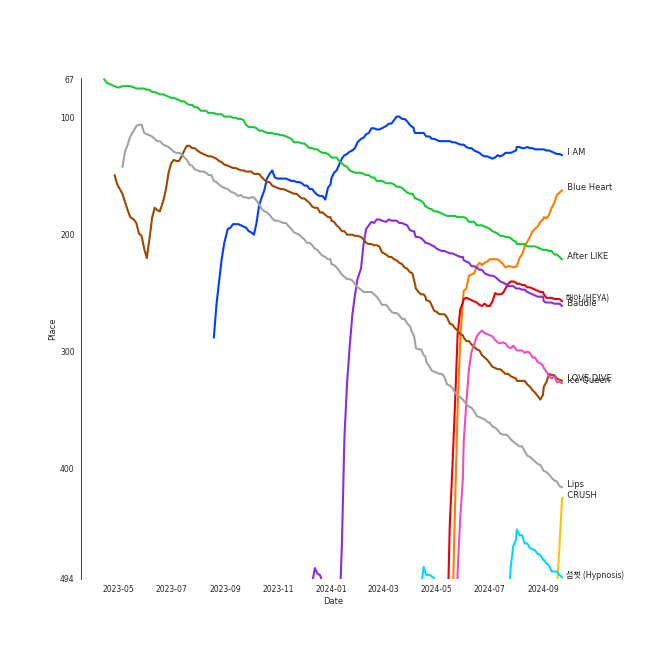 67
100
200
300
400
494
Place
2023-05
2023-07
2023-09
2023-11
2024-01
2024-03
2024-05
2024-07
2024-09
Date
I AM
Blue Heart
After LIKE
해야 (HEYA)
Baddie
LOVE DIVE
Ice Queen
Lips
CRUSH
섬찟 (Hypnosis)